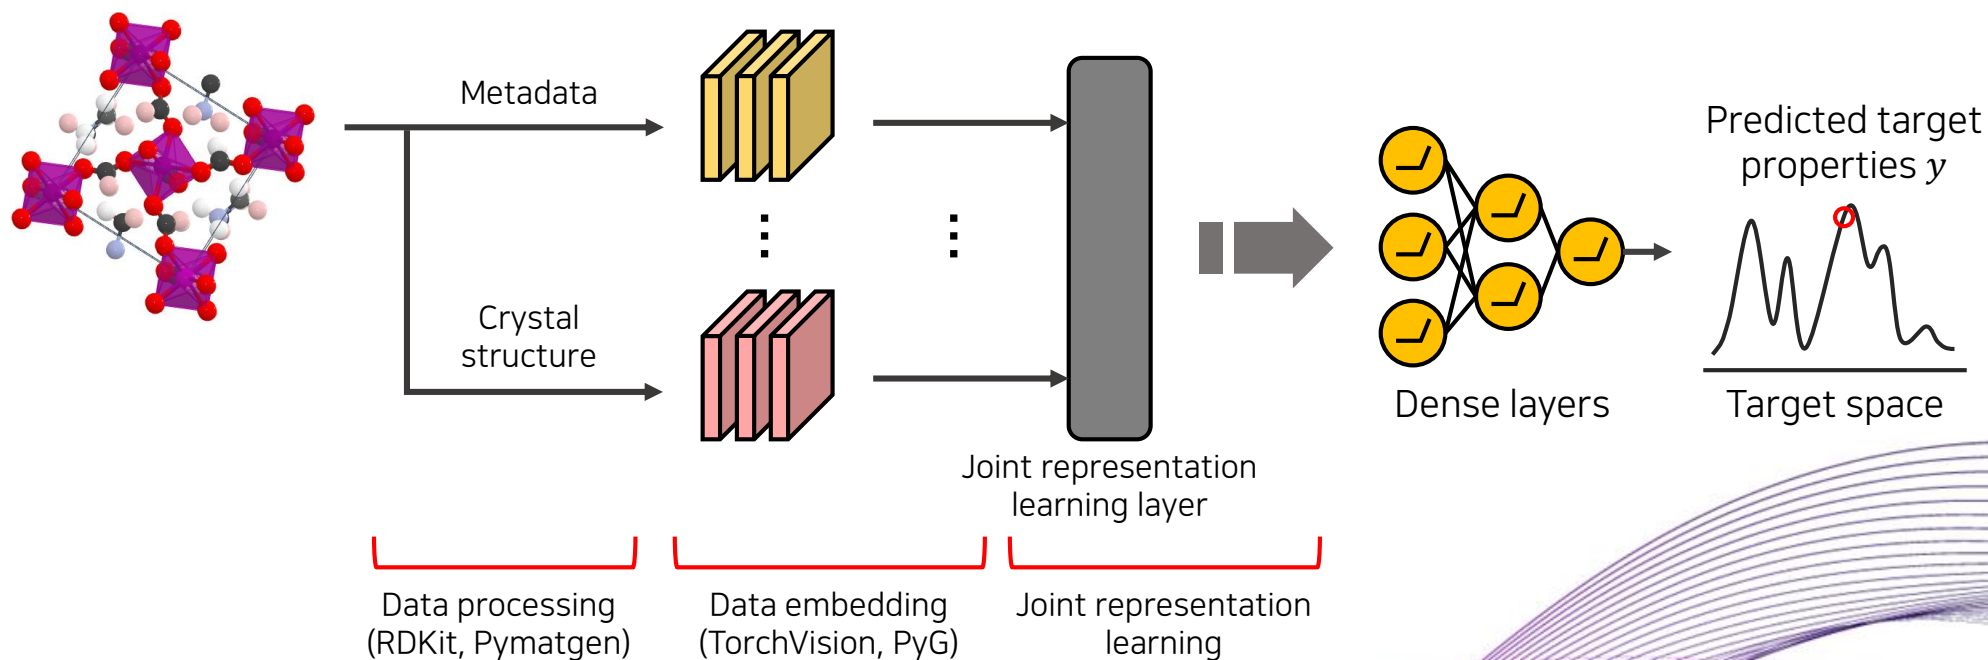 Metadata
Crystal
structure
Joint representation
learning layer
Dense layers
Predicted target
properties y
Target space
Data processing
(RDKit, Pymatgen)
Data embedding
(TorchVision, PyG)
Joint representation
learning